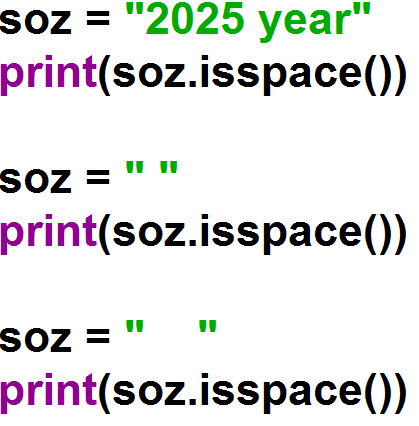 soz = "2025 year"
print(soz.isspace())
soz = " "
print(soz.isspace())
soz = "    "
print(soz.isspace())